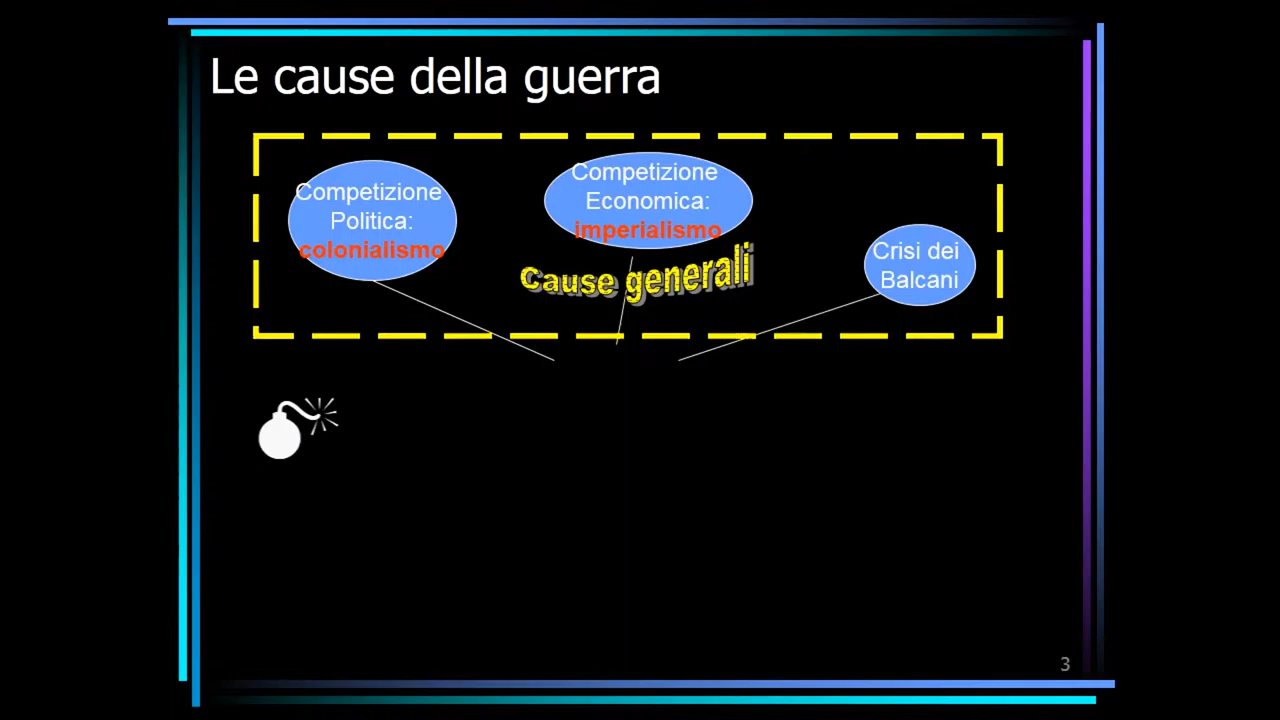 Le cause della guerra
Competizione
Politica:
colonialismo
Competizione
Economica:
imperialismo
Cause generali
Crisi dei
Balcani
3